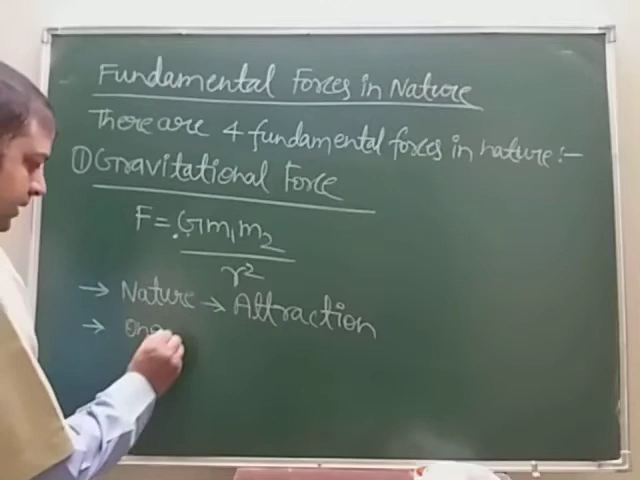 Fundamental Forces in Nature
There are 4 fundamental forces in nature :-
① Gravitational Force
F = Gm₁m₂
r²
→ Nature → Attraction
→